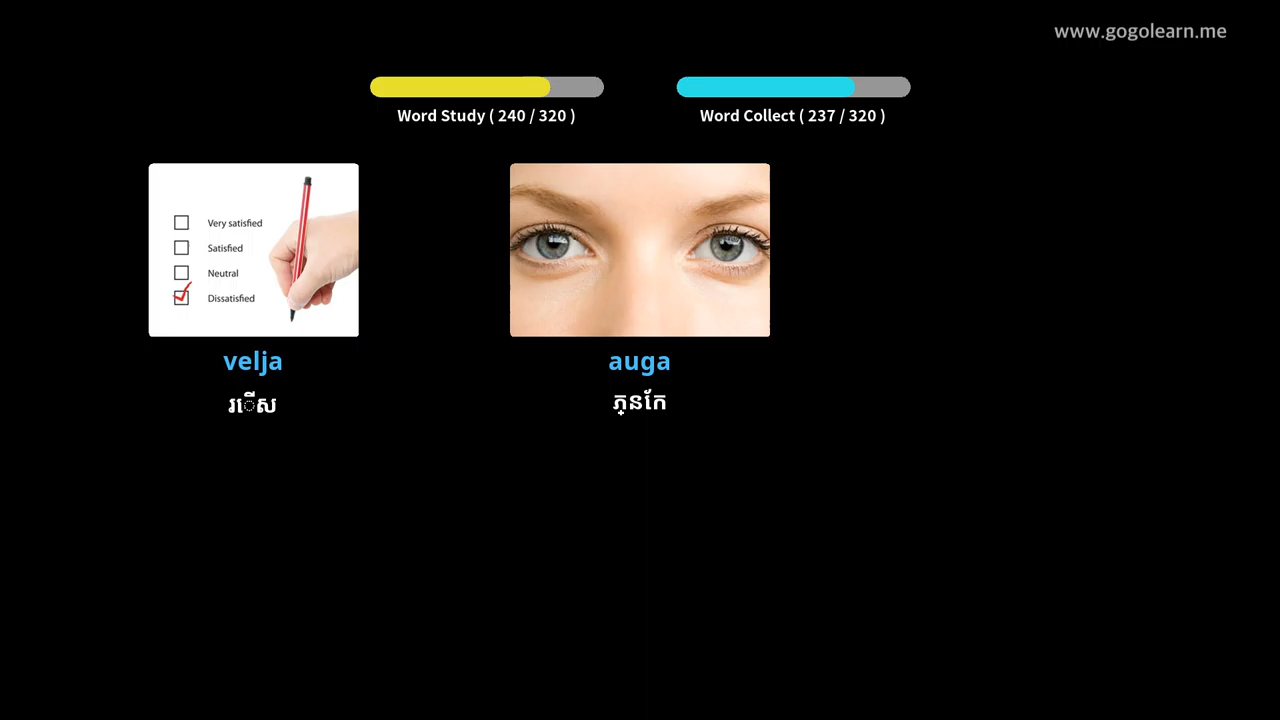 www.gogolearn.me
Word Study ( 240 / 320 )
Word Collect ( 237 / 320 )
Very satisfied
Satisfied
Neutral
Dissatisfied
velja
auga
រើស
ភ្នែក